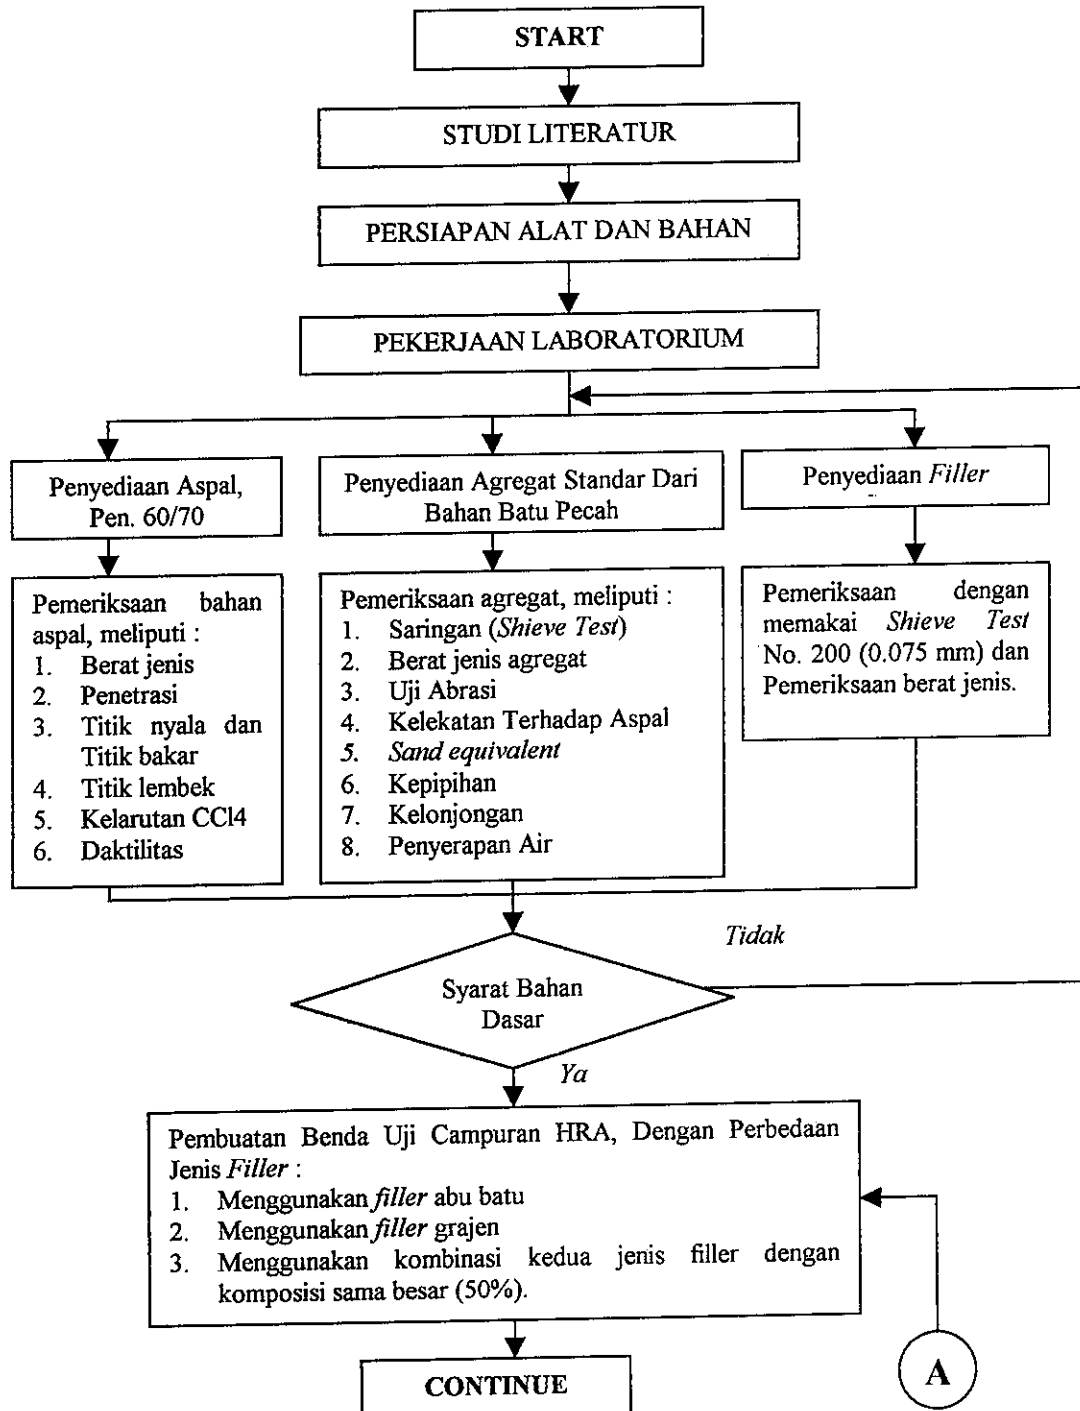 START
STUDI LITERATUR
PERSIAPAN ALAT DAN BAHAN
PEKERJAAN LABORATORIUM
Penyediaan Aspal,
Pen. 60/70
Penyediaan Agregat Standar Dari
Bahan Batu Pecah
Penyediaan Filler
Pemeriksaan bahan
aspal, meliputi :
1. Berat jenis
2. Penetrasi
3. Titik nyala dan
Titik bakar
4. Titik lembek
5. Kelarutan CCl4
6. Daktilitas
Pemeriksaan agregat, meliputi :
1. Saringan (Shieve Test)
2. Berat jenis agregat
3. Uji Abrasi
4. Kelekatan Terhadap Aspal
5. Sand equivalent
6. Kepipihan
7. Kelonjongan
8. Penyerapan Air
Pemeriksaan dengan
memakai Shieve Test
No. 200 (0.075 mm) dan
Pemeriksaan berat jenis.
Tidak
Syarat Bahan
Dasar
Ya
Pembuatan Benda Uji Campuran HRA, Dengan Perbedaan
Jenis Filler :
1. Menggunakan filler abu batu
2. Menggunakan filler grajen
3. Menggunakan kombinasi kedua jenis filler dengan
komposisi sama besar (50%).
CONTINUE
A